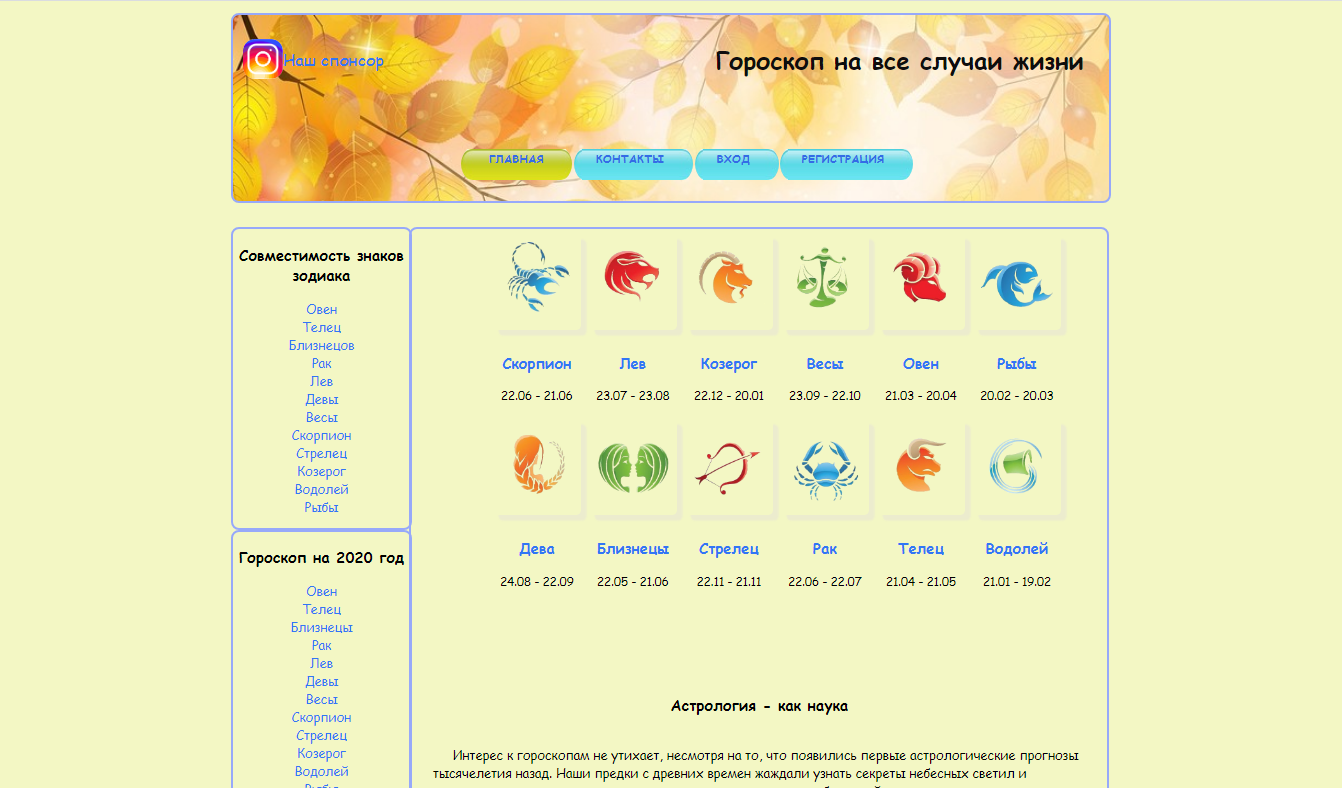 Наш спонсор
Гороскоп на все случаи жизни
ГЛАВНАЯ
КОНТАКТЫ
ВХОД
РЕГИСТРАЦИЯ
Совместимость знаков
зодиака
Овен
Телец
Близнецов
Рак
Лев
Девы
Весы
Скорпион
Стрелец
Козерог
Водолей
Рыбы
Гороскоп на 2020 год
Овен
Телец
Близнецы
Рак
Лев
Девы
Весы
Скорпион
Стрелец
Козерог
Водолей
Скорпион Лев Козерог Весы Овен Рыбы
22.06 - 21.06 23.07 - 23.08 22.12 - 20.01 23.09 - 22.10 21.03 - 20.04 20.02 - 20.03
Дева Близнецы Стрелец Рак Телец Водолей
24.08 - 22.09 22.05 - 21.06 22.11 - 21.11 22.06 - 22.07 21.04 - 21.05 21.01 - 19.02
Астрология - как наука
Интерес к гороскопам не утихает, несмотря на то, что появились первые астрологические прогнозы
тысячелетия назад. Наши предки с древних времен жаждали узнать секреты небесных светил и